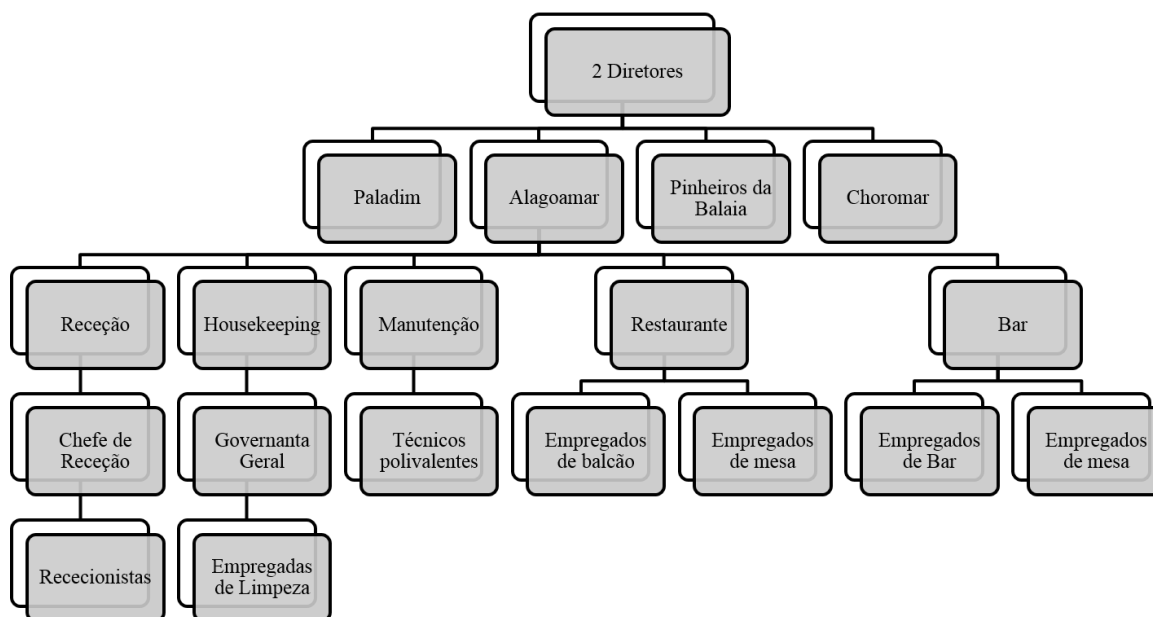 2 Diretores
Paladim
Alagoamar
Pinheiros da
Balaia
Choromar
Receção
Housekeeping
Manutenção
Restaurante
Bar
Chefe de
Receção
Governanta
Geral
Técnicos
polivalentes
Empregados
de balcão
Empregados
de mesa
Empregados
de Bar
Empregados
de mesa
Rececionistas
Empregadas
de Limpeza